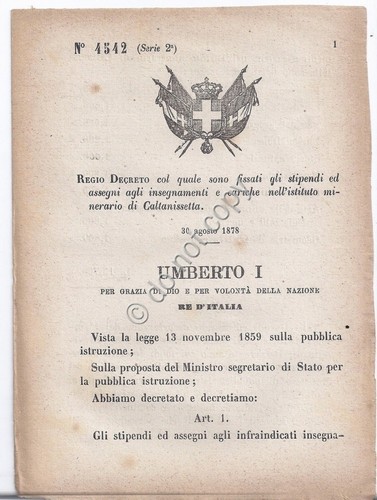 N° 4542 (Serie 2ª) 1
REGIO DECRETO col quale sono fissati gli stipendi ed
assegni agli insegnamenti e cariche nell'istituto mi-
nerario di Caltanissetta.
30 agosto 1878
UMBERTO I
PER GRAZIA DI DIO E PER VOLONTÀ DELLA NAZIONE
RE D'ITALIA
Vista la legge 13 novembre 1859 sulla pubblica
istruzione;
Sulla proposta del Ministro segretario di Stato per
la pubblica istruzione;
Abbiamo decretato e decretiamo:
Art. 1.
Gli stipendi ed assegni agli infraindicati insegna-
do not copy